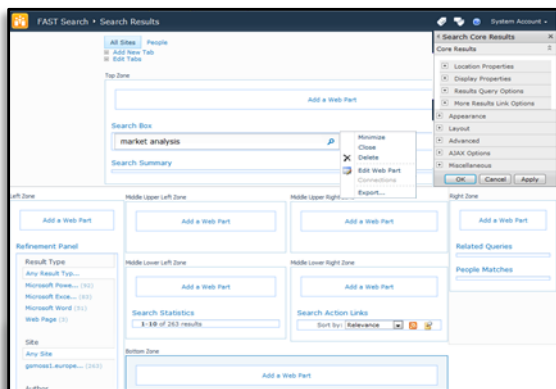 FAST Search › Search Results
System Account
All Sites People
Add New Tab
Edit Tabs
Top Zone
Add a Web Part
Search Box
market analysis
Search Summary
Minimize
Close
Delete
Edit Web Part
Connections
Export...
Search Core Results
Core Results
Location Properties
Display Properties
Results Query Options
More Results Link Options
Appearance
Layout
Advanced
AJAX Options
Miscellaneous
OK Cancel Apply
Left Zone
Add a Web Part
Refinement Panel
Result Type
Any Result Typ...
Microsoft Powe... (92)
Microsoft Exce...
Microsoft Word (51)
Web Page (3)
Site
Any Site
(263)
Author
Middle Upper Left Zone
Add a Web Part
Middle Upper Right Zone
Add a Web Part
Middle Lower Left Zone
Add a Web Part
Search Statistics
1-10 of 263 results
Middle Lower Right Zone
Add a Web Part
Search Action Links
Sort by: Relevance
Right Zone
Add a Web Part
Related Queries
People Matches
Bottom Zone
Add a Web Part